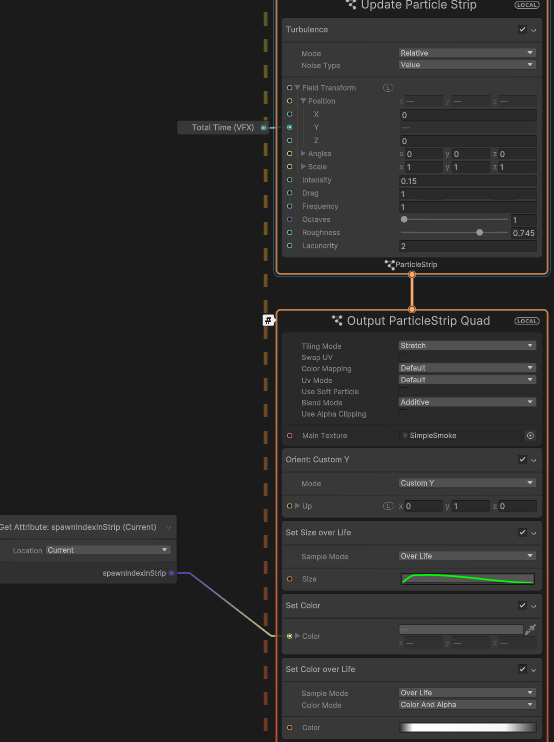 Update Particle Strip LOCAL
Turbulence
Mode Relative
Noise Type Value
Field Transform L
Position x — y — z —
X 0
Total Time (VFX) Y —
Z 0
Angles x 0 y 0 z 0
Scale x 1 y 1 z 1
Intensity 0.15
Drag 1
Frequency 1
Octaves 1
Roughness 0.745
Lacunarity 2
ParticleStrip
# Output ParticleStrip Quad LOCAL
Tiling Mode Stretch
Swap UV
Color Mapping Default
Uv Mode Default
Use Soft Particle
Blend Mode Additive
Use Alpha Clipping
Main Texture SimpleSmoke
Orient: Custom Y
Mode Custom Y
Up L x 0 y 1 z 0
Get Attribute: spawnIndexInStrip (Current)
Location Current
spawnIndexInStrip
Set Size over Life
Sample Mode Over Life
Size
Set Color
Color —
x — y — z —
Set Color over Life
Sample Mode Over Life
Color Mode Color And Alpha
Color